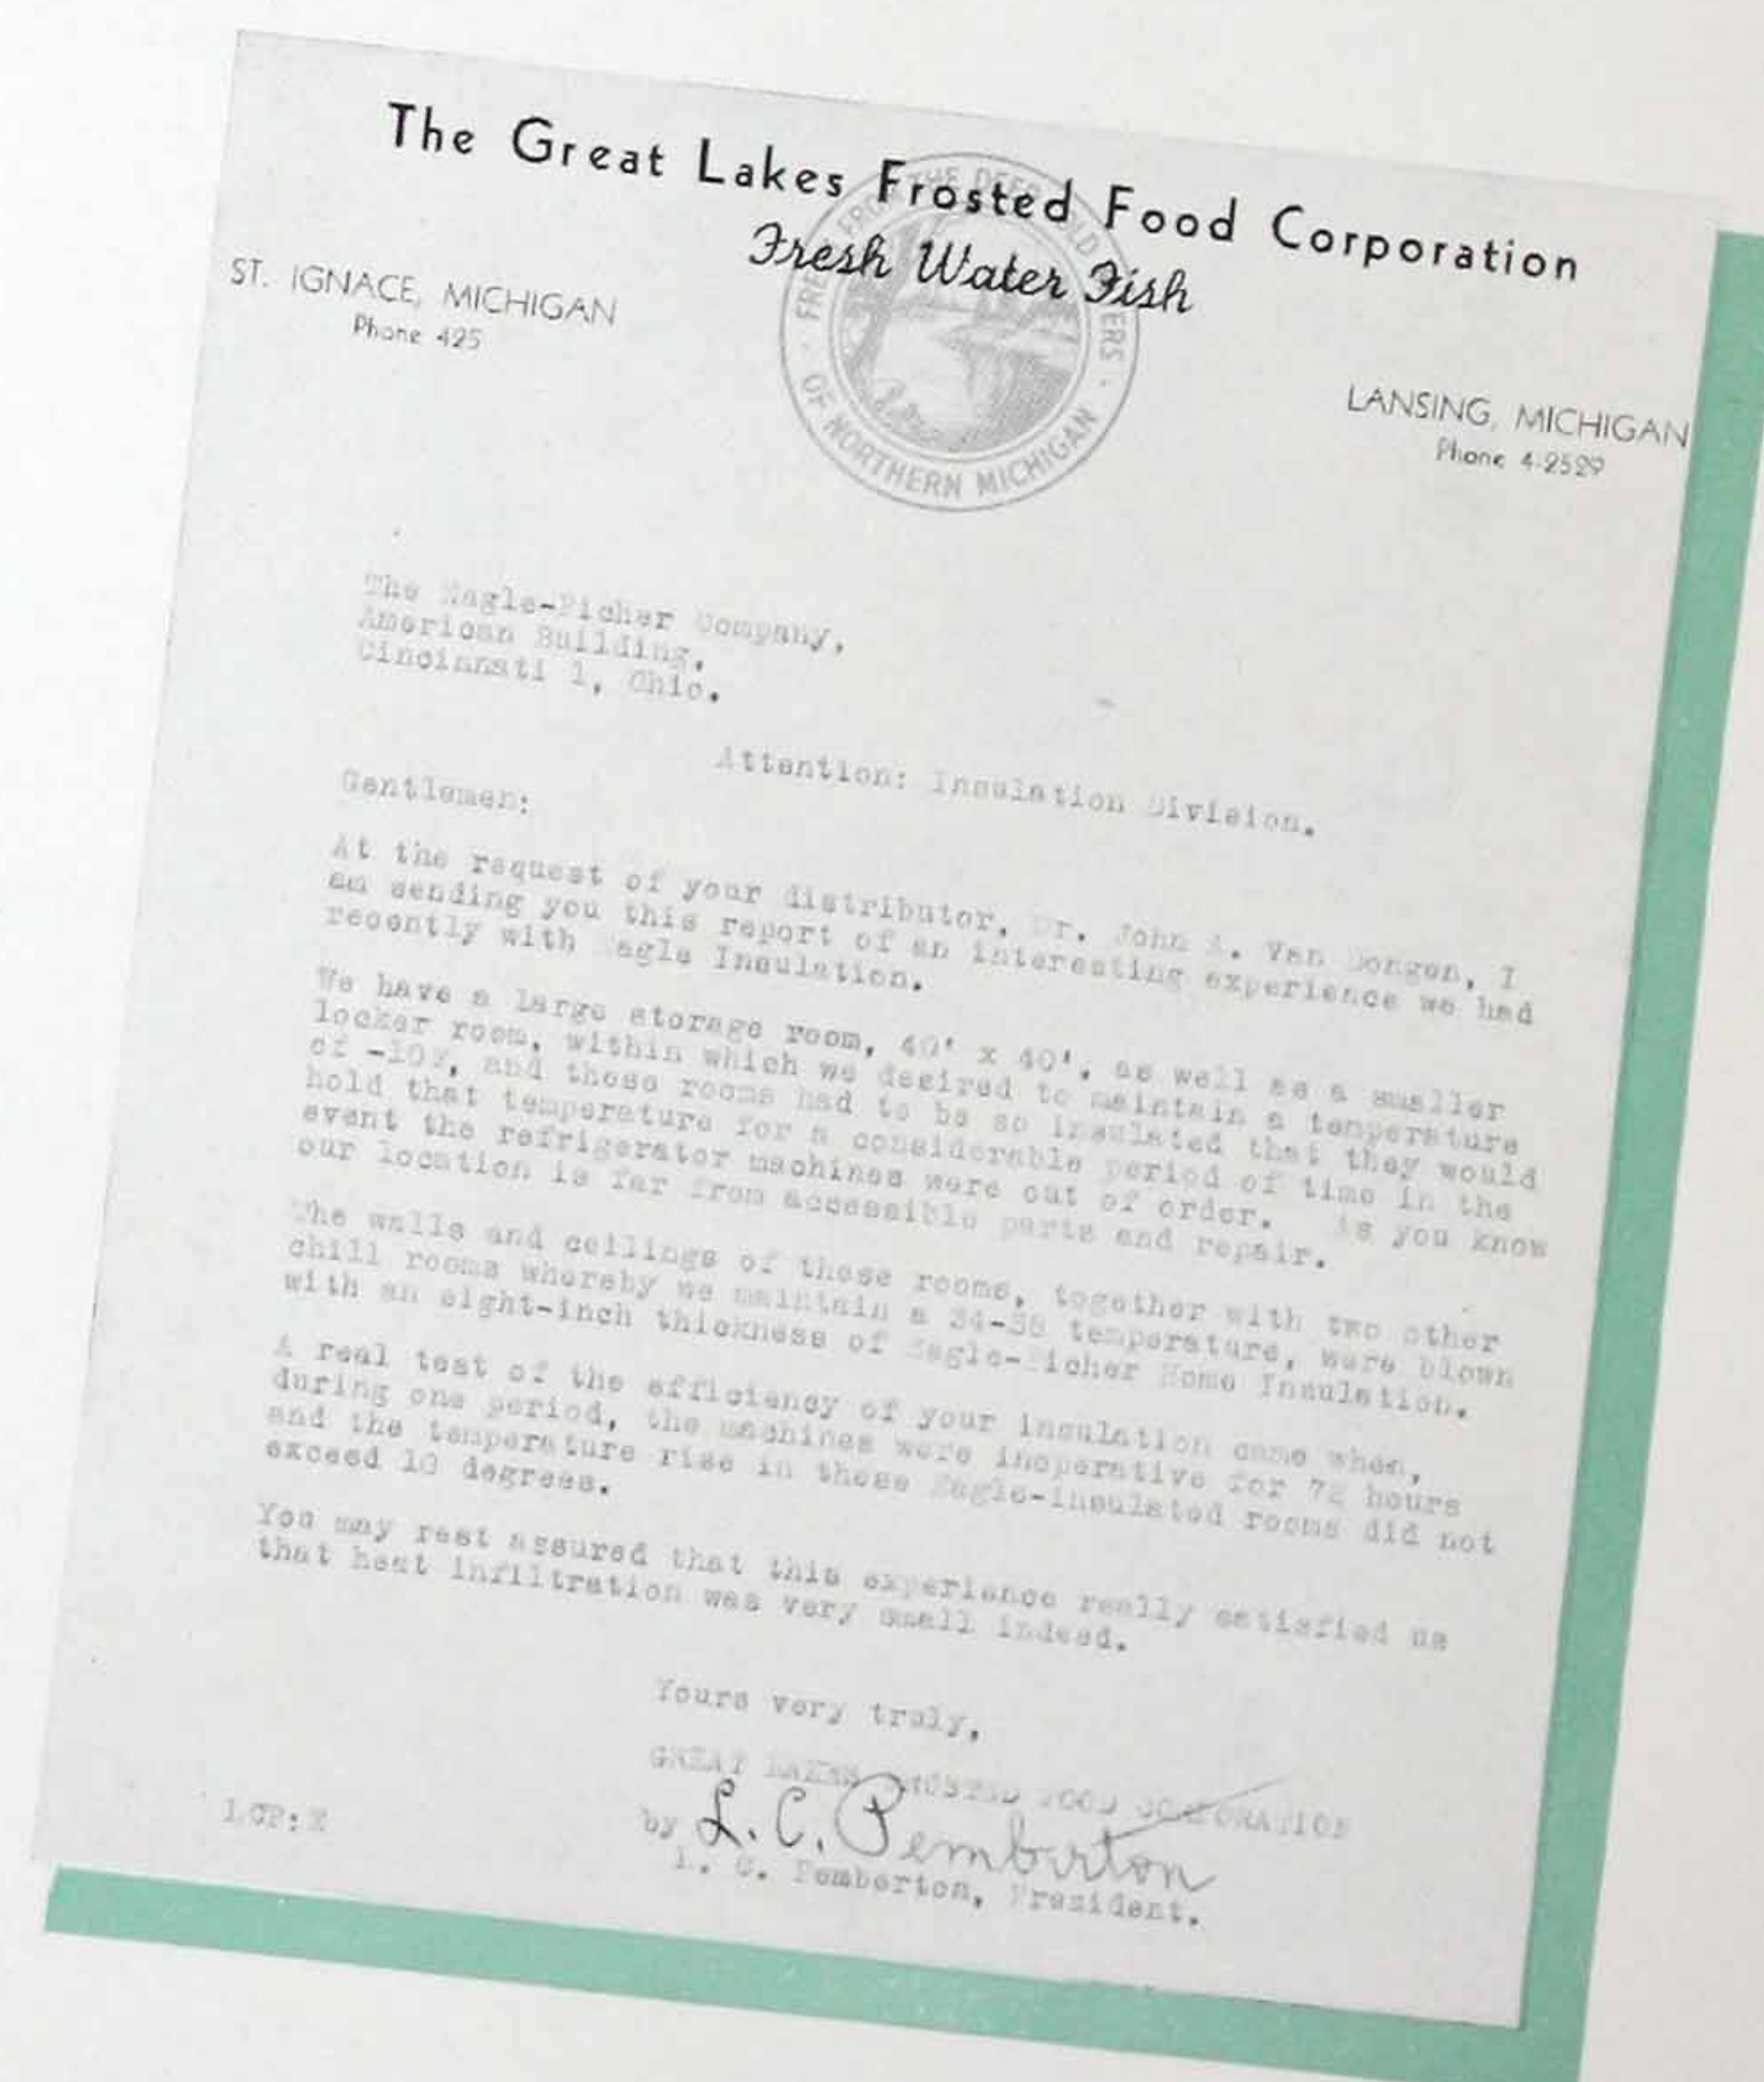 The Great Lakes Frosted Food Corporation
Fresh Water Fish
ST. IGNACE, MICHIGAN
Phone 425
LANSING, MICHIGAN
Phone 4-2529
OF NORTHERN MICHIGAN
The Eagle-Picher Company,
American Building,
Cincinnati 1, Ohio.
Attention: Insulation Division.
Gentlemen:
At the request of your distributor, Mr. John Van Dongen, I
am sending you this report of an interesting experience we had
recently with Eagle Insulation.
We have a large storage room, 40' x 40', as well as a smaller
locker room, within which we desired to maintain a temperature
of -10F, and these rooms had to be so insulated that they would
hold that temperature for a considerable period of time in the
event the refrigerator machines were out of order. As you know
our location is far from accessible parts and repair.
The walls and ceilings of these rooms, together with two other
chill rooms whereby we maintain a 34-38 temperature, were blown
with an eight-inch thickness of Eagle-Picher Home Insulation.
A real test of the efficiency of your insulation came when,
during one period, the machines were inoperative for 72 hours
and the temperature rise in these Eagle-insulated rooms did not
exceed 10 degrees.
You may rest assured that this experience really satisfied us
that heat infiltration was very small indeed.
Yours very truly,
GREAT LAKES FROSTED FOOD CORPORATION
by L. C. Pemberton
L. C. Pemberton, President.